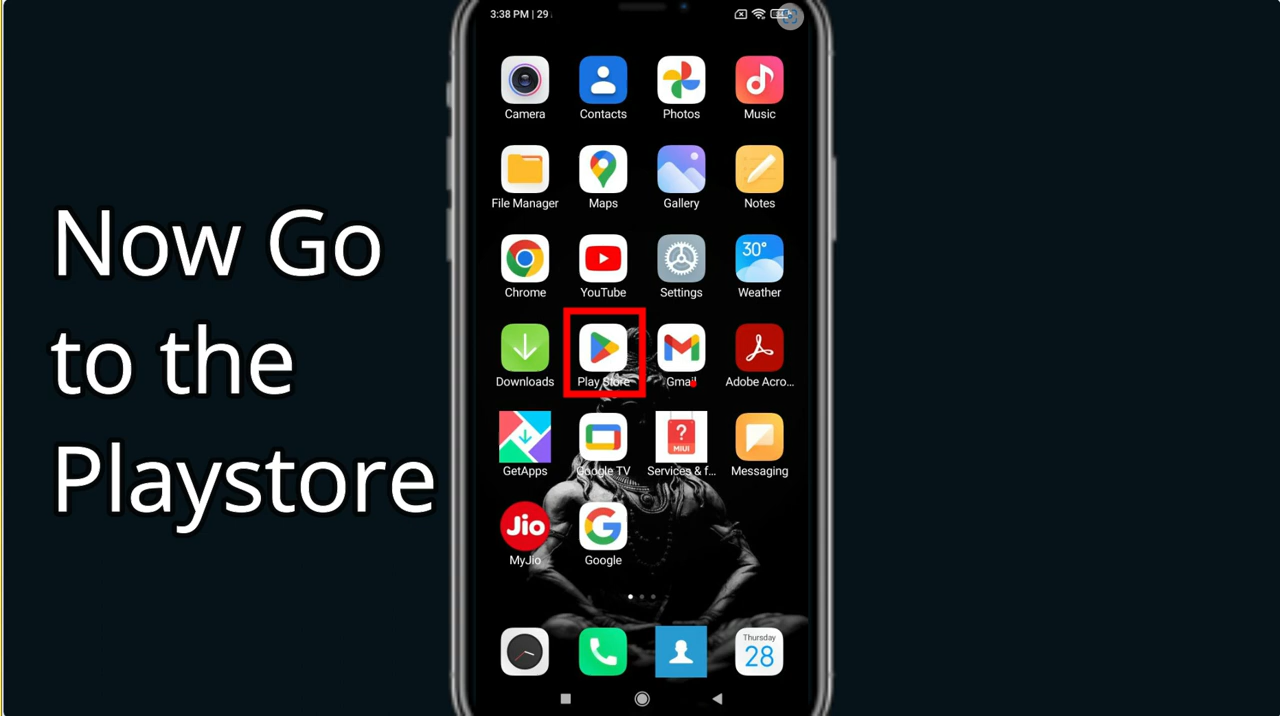 3:38 PM | 29
Camera
Contacts
Photos
Music
File Manager
Maps
Gallery
Notes
Chrome
YouTube
Settings
30°
Weather
Downloads
Play Store
Gmail
Adobe Acro...
GetApps
Google TV
?
MIUI
Services & f...
Messaging
Jio
MyJio
G
Google
Thursday
28
Now Go
to the
Playstore